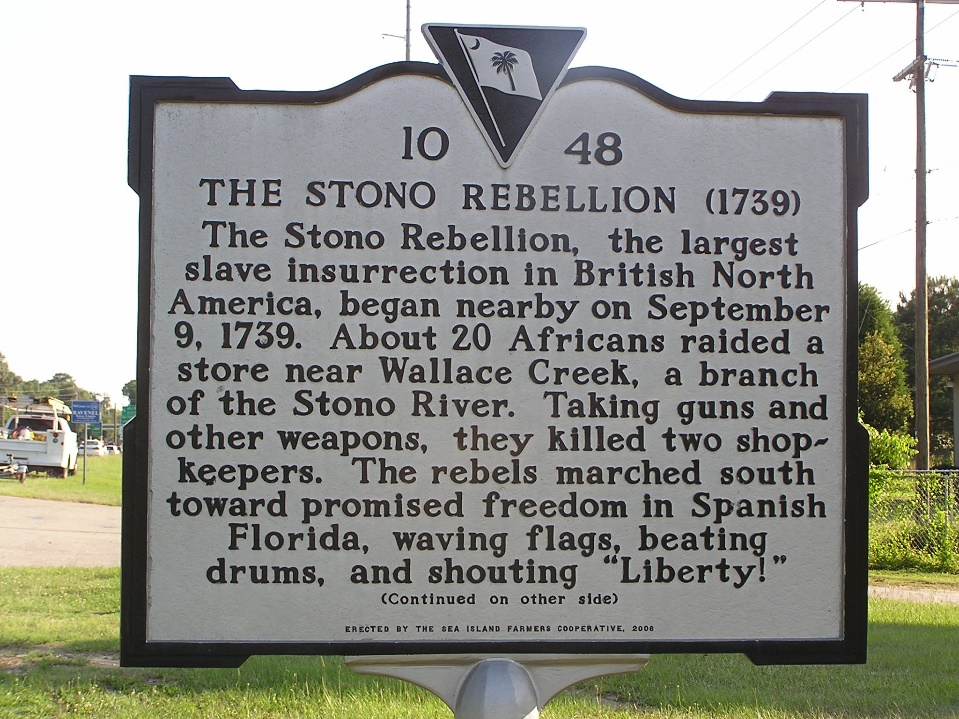 10 48
THE STONO REBELLION (1739)
The Stono Rebellion, the largest
slave insurrection in British North
America, began nearby on September
9, 1739. About 20 Africans raided a
store near Wallace Creek, a branch
of the Stono River. Taking guns and
other weapons, they killed two shop-
keepers. The rebels marched south
toward promised freedom in Spanish
Florida, waving flags, beating
drums, and shouting "Liberty!"
(Continued on other side)
ERECTED BY THE SEA ISLAND FARMERS COOPERATIVE, 2006
RAVENEL